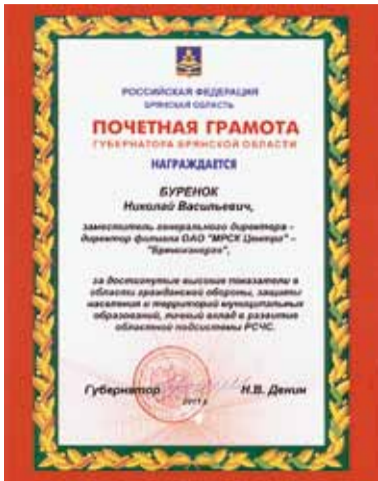 РОССИЙСКАЯ ФЕДЕРАЦИЯ
БРЯНСКАЯ ОБЛАСТЬ
ПОЧЕТНАЯ ГРАМОТА
ГУБЕРНАТОРА БРЯНСКОЙ ОБЛАСТИ
НАГРАЖДАЕТСЯ
БУРЕНОК
Николай Васильевич,
заместитель генерального директора –
директор филиала ОАО "МРСК Центра" –
"Брянскэнерго",
за достигнутые высокие показатели в
области гражданской обороны, защиты
населения и территорий муниципальных
образований, личный вклад в развитие
областной подсистемы РСЧС.
Губернатор Н.В. Денин
2011 г.